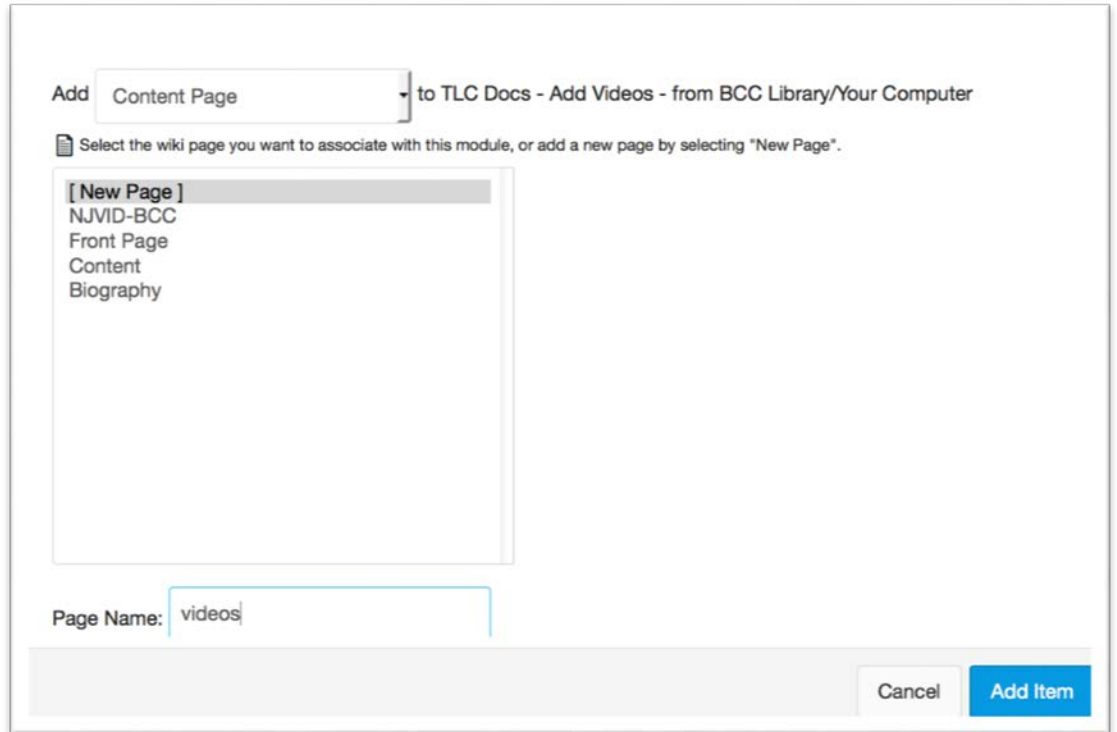 Add Content Page to TLC Docs - Add Videos - from BCC Library/Your Computer
Select the wiki page you want to associate with this module, or add a new page by selecting "New Page".
[ New Page ]
NJVID-BCC
Front Page
Content
Biography
Page Name: videos
Cancel Add Item